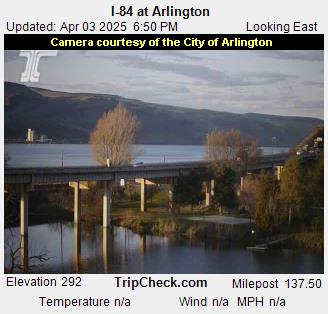 I-84 at Arlington
Updated: Apr 03 2025 6:50 PM Looking East
Camera courtesy of the City of Arlington
Elevation 292 TripCheck.com Milepost 137.50
Temperature n/a Wind n/a MPH n/a